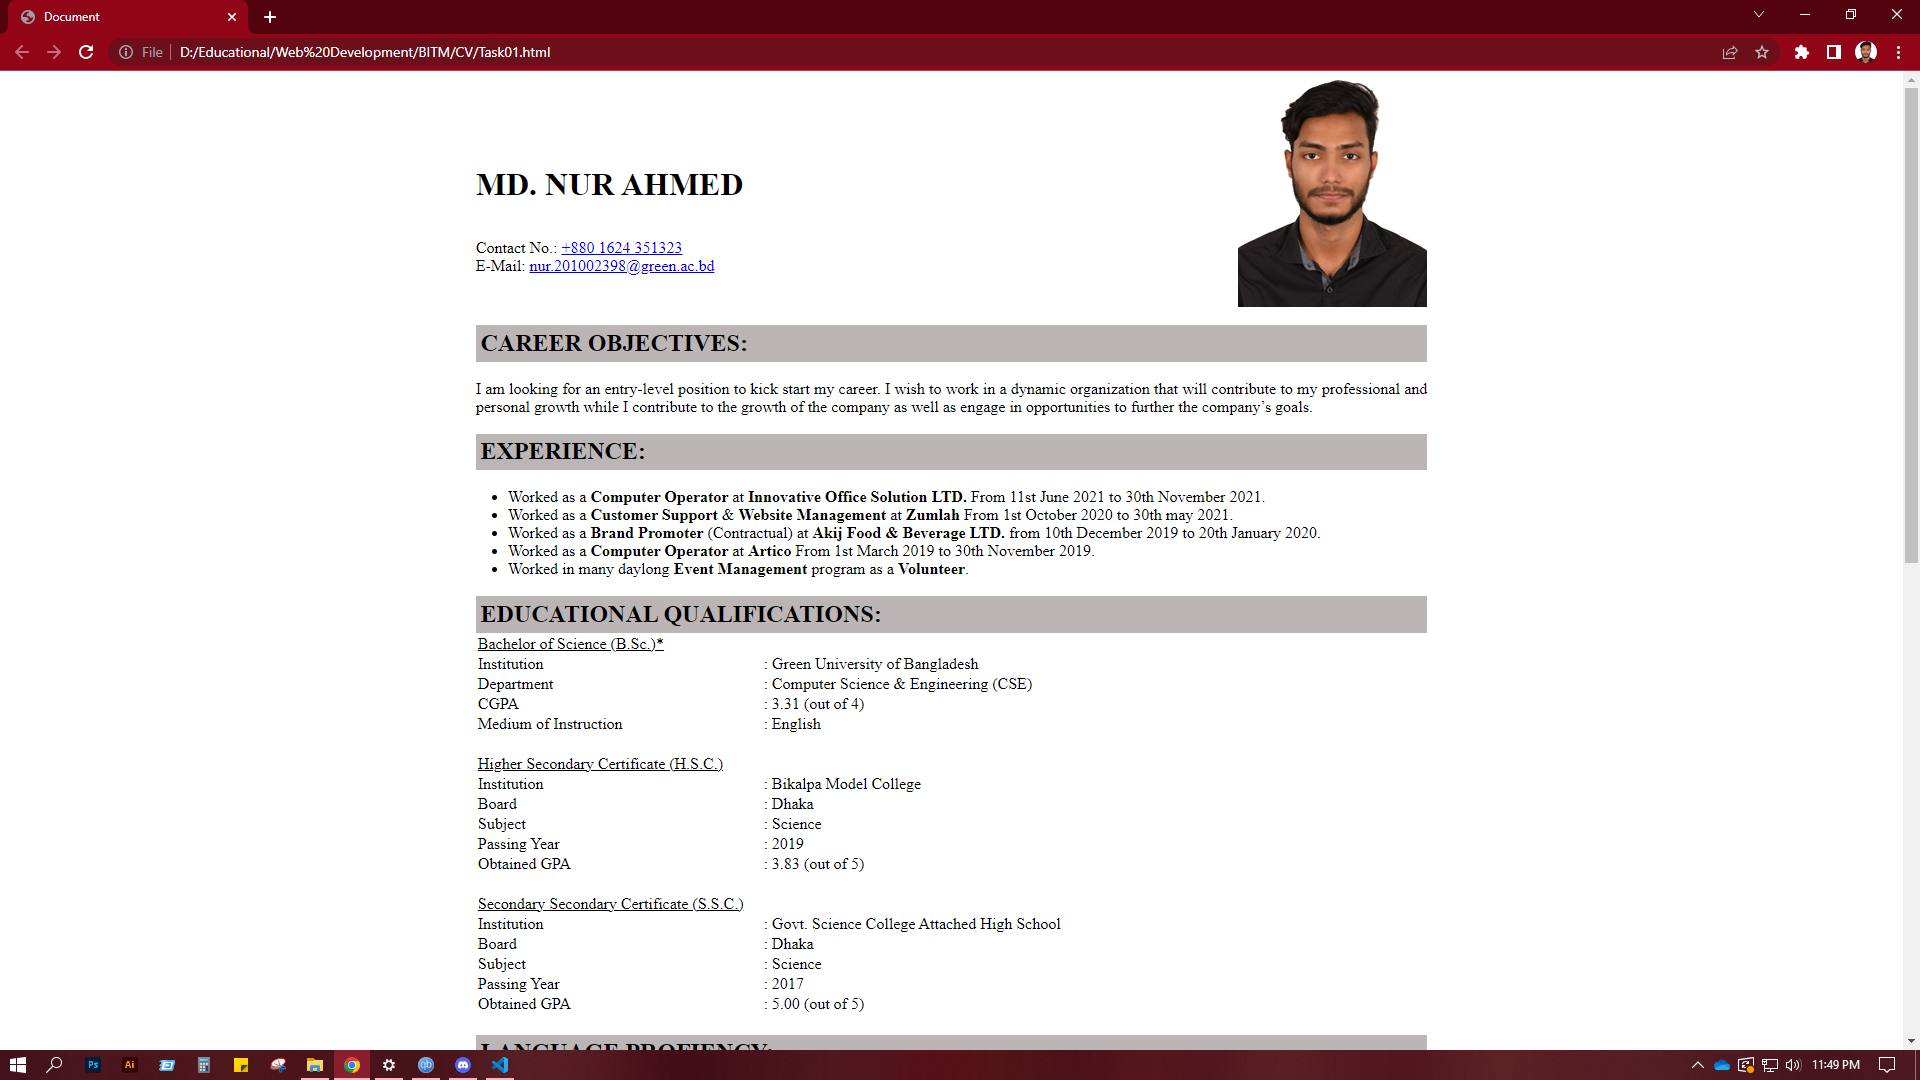 Document
File
D:/Educational/Web%20Development/BITM/CV/Task01.html
MD. NUR AHMED
Contact No.: +880 1624 351323
E-Mail: nur.201002398@green.ac.bd
CAREER OBJECTIVES:
I am looking for an entry-level position to kick start my career. I wish to work in a dynamic organization that will contribute to my professional and
personal growth while I contribute to the growth of the company as well as engage in opportunities to further the company’s goals.
EXPERIENCE:
• Worked as a Computer Operator at Innovative Office Solution LTD. From 11st June 2021 to 30th November 2021.
• Worked as a Customer Support & Website Management at Zumlah From 1st October 2020 to 30th may 2021.
• Worked as a Brand Promoter (Contractual) at Akij Food & Beverage LTD. from 10th December 2019 to 20th January 2020.
• Worked as a Computer Operator at Artico From 1st March 2019 to 30th November 2019.
• Worked in many daylong Event Management program as a Volunteer.
EDUCATIONAL QUALIFICATIONS:
Bachelor of Science (B.Sc.)*
Institution : Green University of Bangladesh
Department : Computer Science & Engineering (CSE)
CGPA : 3.31 (out of 4)
Medium of Instruction : English
Higher Secondary Certificate (H.S.C.)
Institution : Bikalpa Model College
Board : Dhaka
Subject : Science
Passing Year : 2019
Obtained GPA : 3.83 (out of 5)
Secondary Secondary Certificate (S.S.C.)
Institution : Govt. Science College Attached High School
Board : Dhaka
Subject : Science
Passing Year : 2017
Obtained GPA : 5.00 (out of 5)
LANGUAGE PROFIENCY:
Ps
Ai
qb
11:49 PM